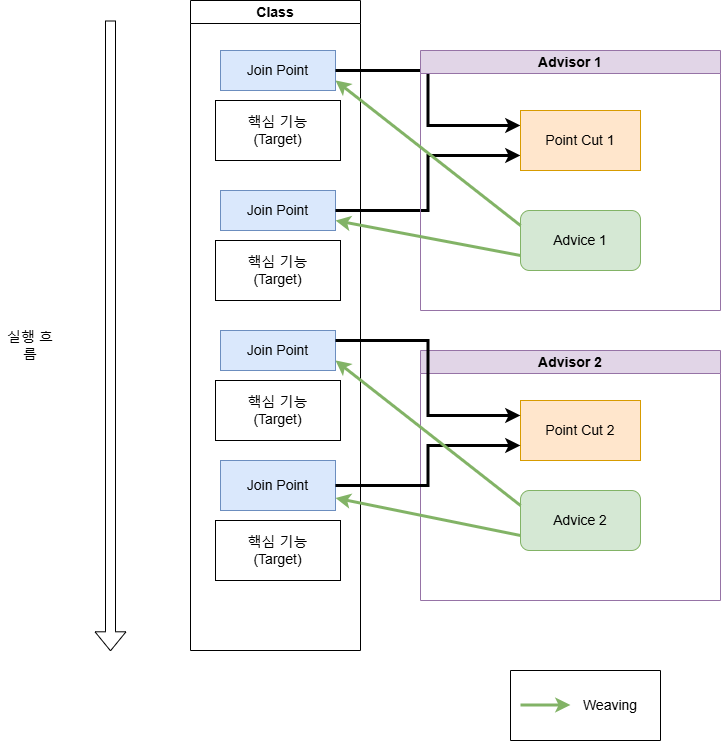 Class
Join Point
핵심 기능
(Target)
Join Point
핵심 기능
(Target)
Join Point
핵심 기능
(Target)
Join Point
핵심 기능
(Target)
실행 흐
름
Advisor 1
Point Cut 1
Advice 1
Advisor 2
Point Cut 2
Advice 2
Weaving